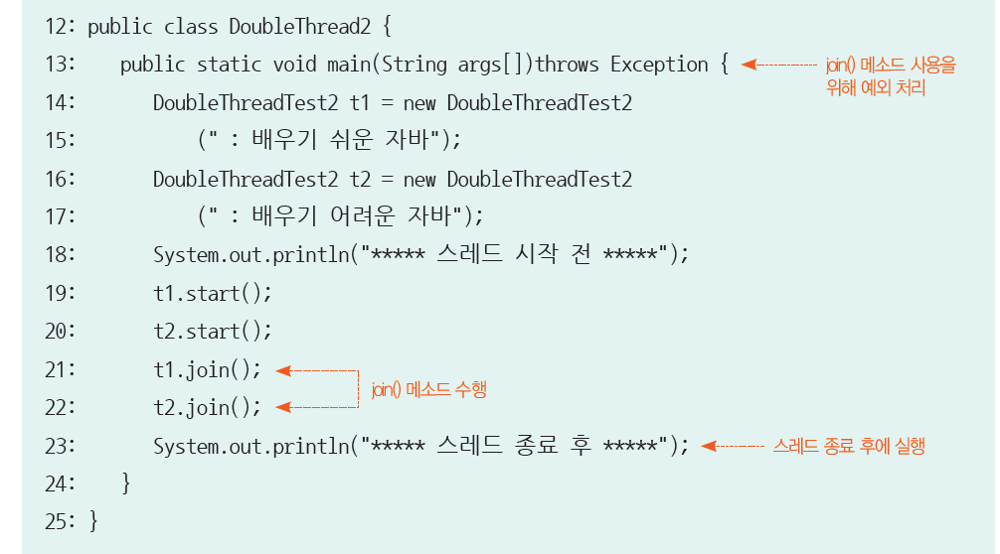 12: public class DoubleThread2 {
13: public static void main(String args[])throws Exception {
join() 메소드 사용을
위해 예외 처리
14: DoubleThreadTest2 t1 = new DoubleThreadTest2
15: (" : 배우기 쉬운 자바");
16: DoubleThreadTest2 t2 = new DoubleThreadTest2
17: (" : 배우기 어려운 자바");
18: System.out.println("***** 스레드 시작 전 *****");
19: t1.start();
20: t2.start();
21: t1.join();
join() 메소드 수행
22: t2.join();
23: System.out.println("***** 스레드 종료 후 *****");
스레드 종료 후에 실행
24: }
25: }